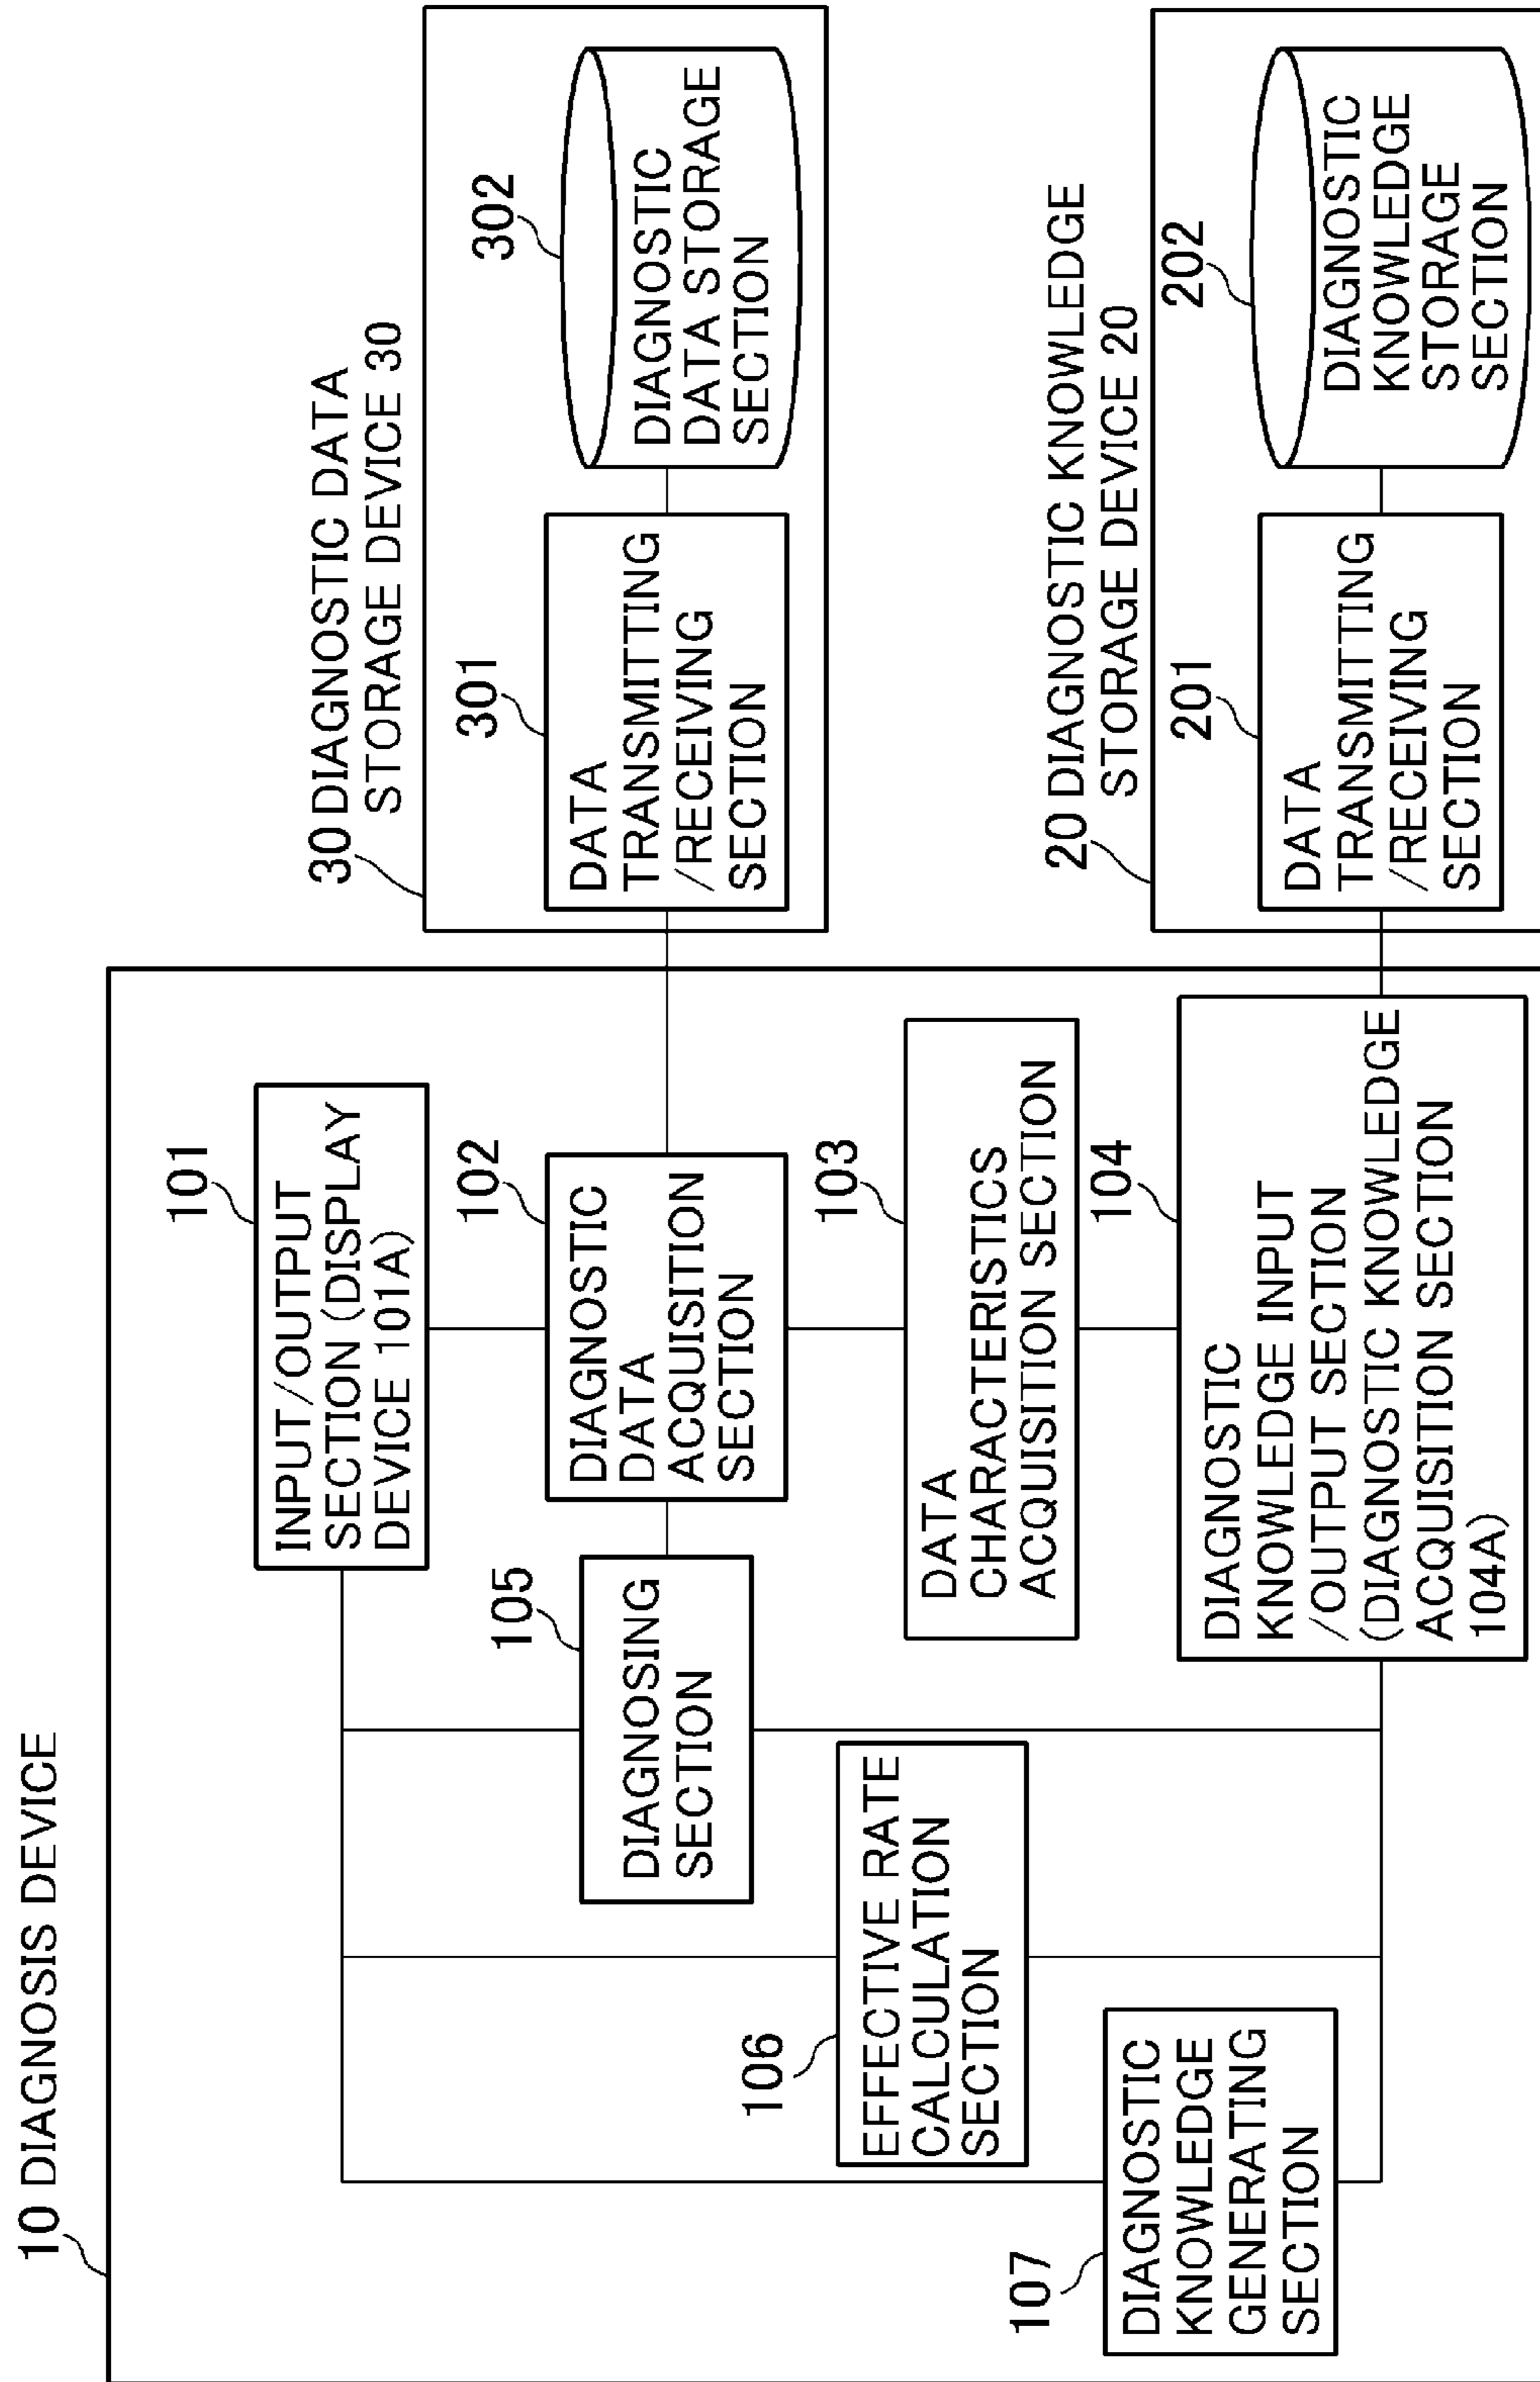 10 DIAGNOSIS DEVICE
101
INPUT/OUTPUT
SECTION (DISPLAY
DEVICE 101A)
105
DIAGNOSING
SECTION
102
DIAGNOSTIC
DATA
ACQUISITION
SECTION
106
EFFECTIVE RATE
CALCULATION
SECTION
103
DATA
CHARACTERISTICS
ACQUISITION SECTION
107
DIAGNOSTIC
KNOWLEDGE
GENERATING
SECTION
104
DIAGNOSTIC
KNOWLEDGE INPUT
/OUTPUT SECTION
(DIAGNOSTIC KNOWLEDGE
ACQUISITION SECTION
104A)
30 DIAGNOSTIC DATA
STORAGE DEVICE 30
301
DATA
TRANSMITTING
/RECEIVING
SECTION
302
DIAGNOSTIC
DATA STORAGE
SECTION
20 DIAGNOSTIC KNOWLEDGE
STORAGE DEVICE 20
201
DATA
TRANSMITTING
/RECEIVING
SECTION
202
DIAGNOSTIC
KNOWLEDGE
STORAGE
SECTION